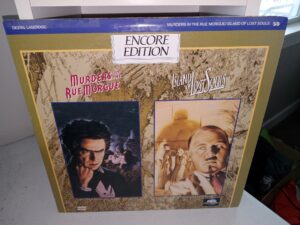 DIGITAL LASERDISC
MURDERS IN THE RUE MORGUE/ISLAND OF LOST SOULS
ENCORE
EDITION
MURDERS IN THE
RUE MORGUE
ISLAND OF
LOST SOULS